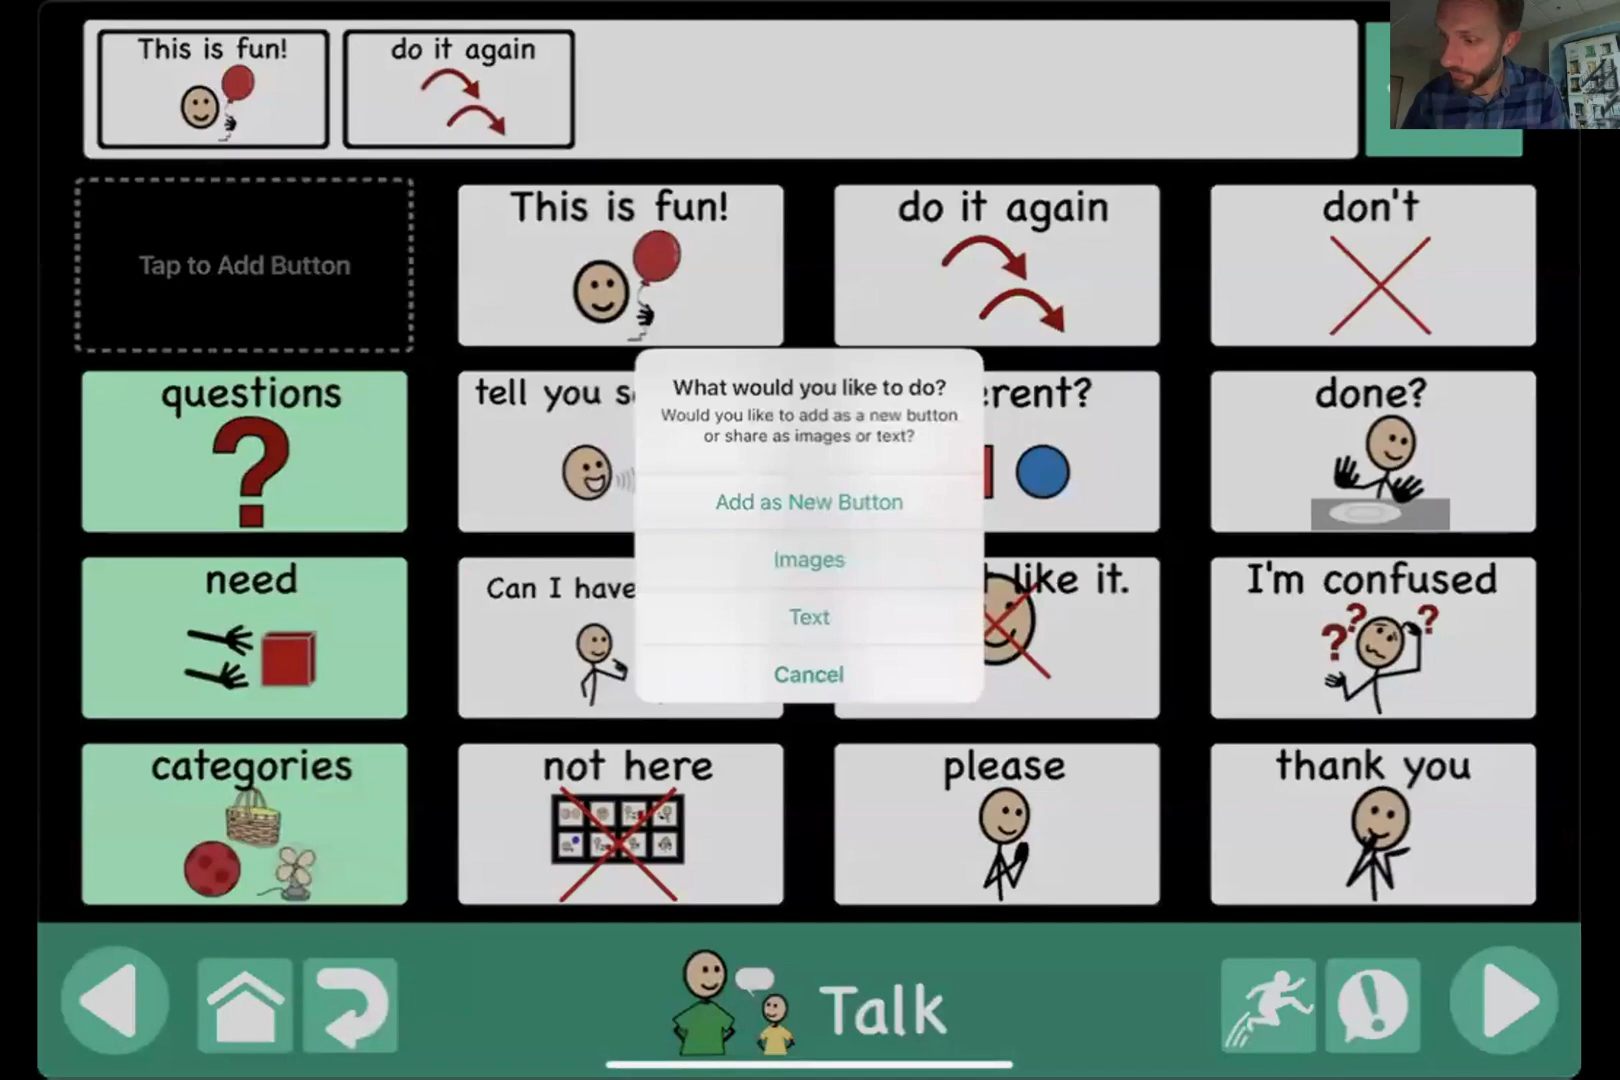 This is fun!
do it again
Tap to Add Button
This is fun!
do it again
don't
questions
tell you
rent?
done?
What would you like to do?
Would you like to add as a new button
or share as images or text?
Add as New Button
Images
Text
Cancel
need
Can I have
like it.
I'm confused
categories
not here
please
thank you
Talk